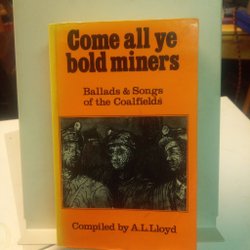 Come all ye
bold miners
Ballads & Songs
of the Coalfields
Compiled by A.L.Lloyd